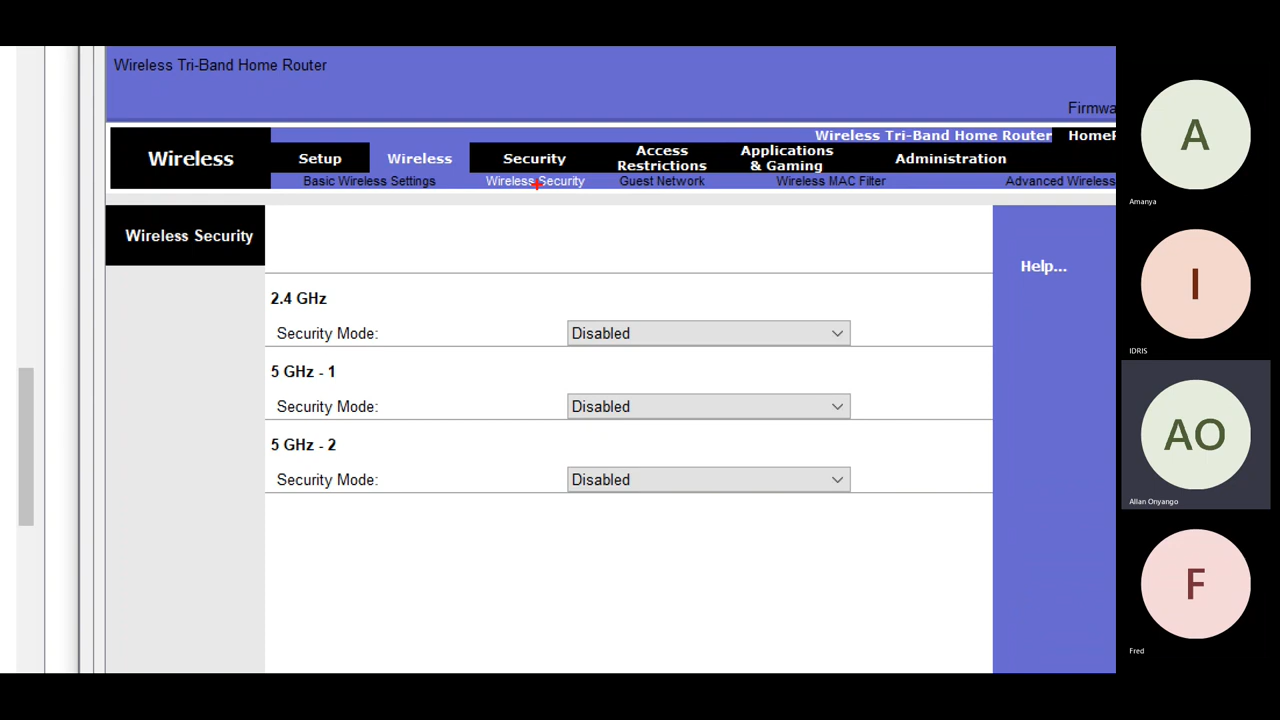 Wireless Tri-Band Home Router
Firmwa
Wireless Tri-Band Home Router
HomeR
Wireless
Setup
Wireless
Security
Access
Restrictions
Applications
& Gaming
Administration
Basic Wireless Settings
Wireless Security
Guest Network
Wireless MAC Filter
Advanced Wireless
Wireless Security
Help...
2.4 GHz
Security Mode:
Disabled
5 GHz - 1
Security Mode:
Disabled
5 GHz - 2
Security Mode:
Disabled
A
Amanya
I
IDRIS
AO
Allan Onyango
F
Fred